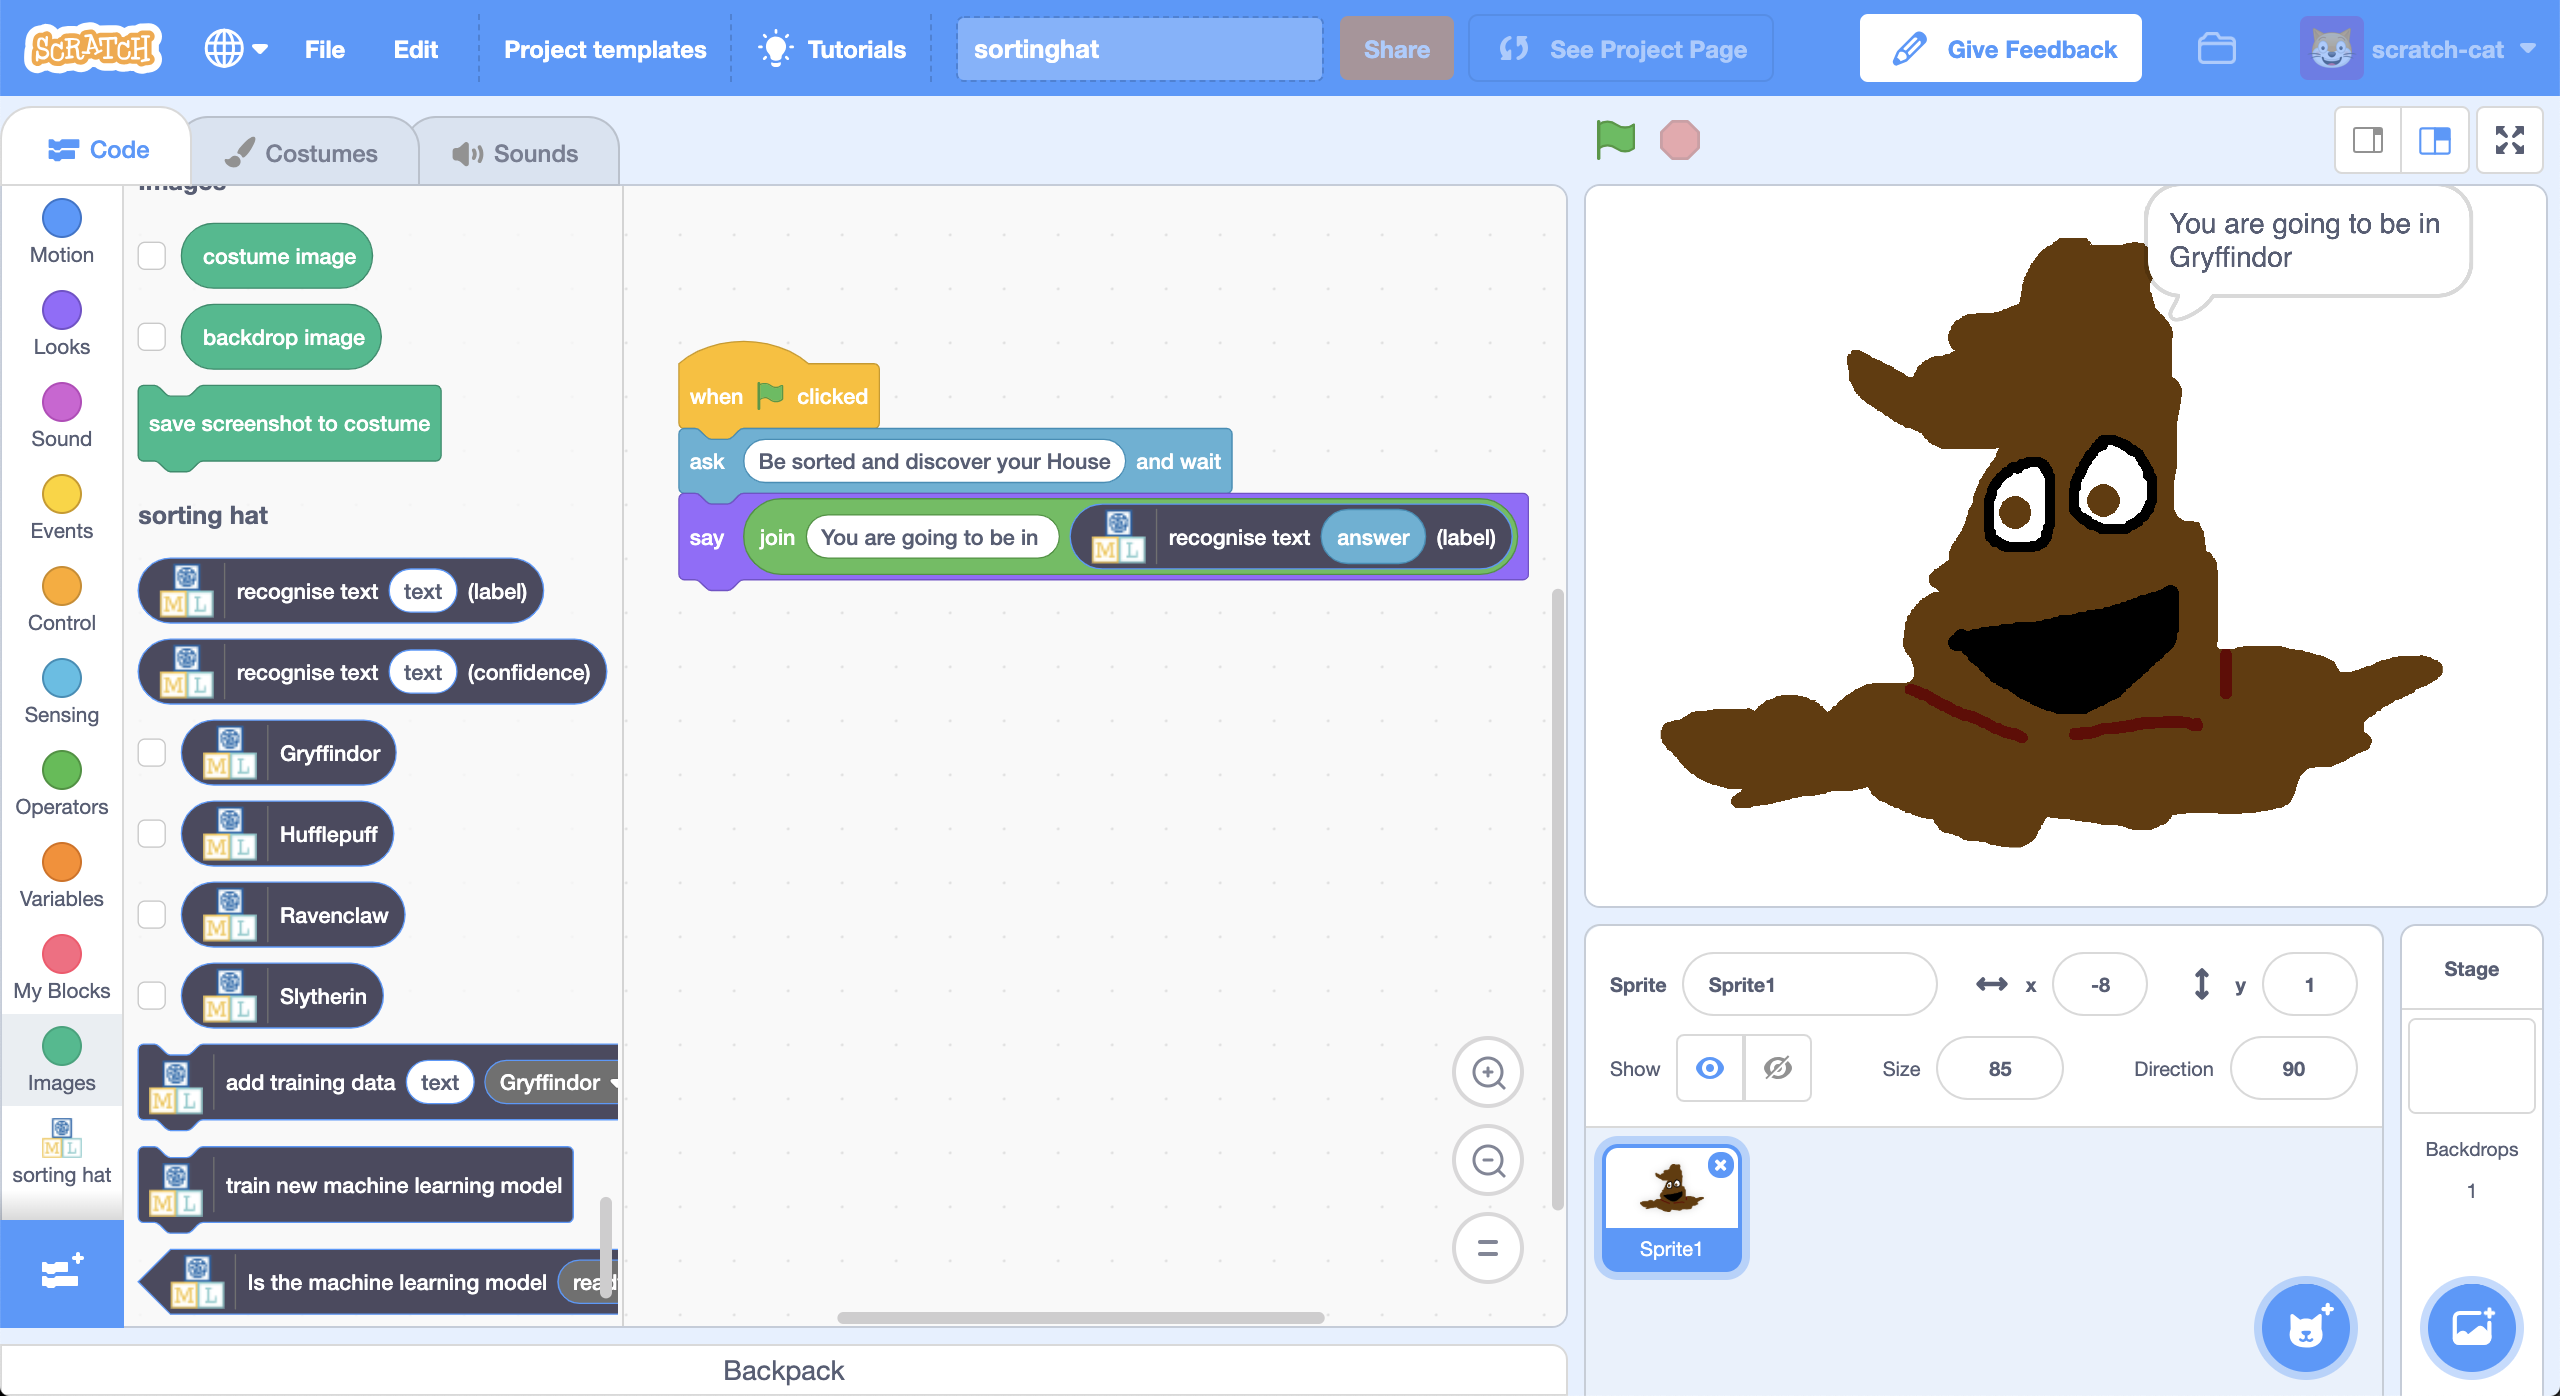 SCRATCH File Edit Project templates Tutorials sortinghat Share See Project Page Give Feedback scratch-cat
Code Costumes Sounds
Motion
Looks
Sound
Events
Control
Sensing
Operators
Variables
My Blocks
Images
sorting hat
Images
costume image
backdrop image
save screenshot to costume
sorting hat
M L recognise text text (label)
M L recognise text text (confidence)
M L Gryffindor
M L Hufflepuff
M L Ravenclaw
M L Slytherin
M L add training data text Gryffindor
M L train new machine learning model
M L Is the machine learning model
when clicked
ask Be sorted and discover your House and wait
say join You are going to be in M L recognise text answer (label)
You are going to be in
Gryffindor
Sprite Sprite1 x -8 y 1
Show Size 85 Direction 90
Sprite1
Stage
Backdrops
1
Backpack